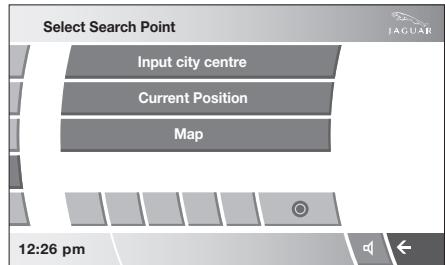 Select Search Point
JAGUAR
Input city centre
Current Position
Map
12:26 pm